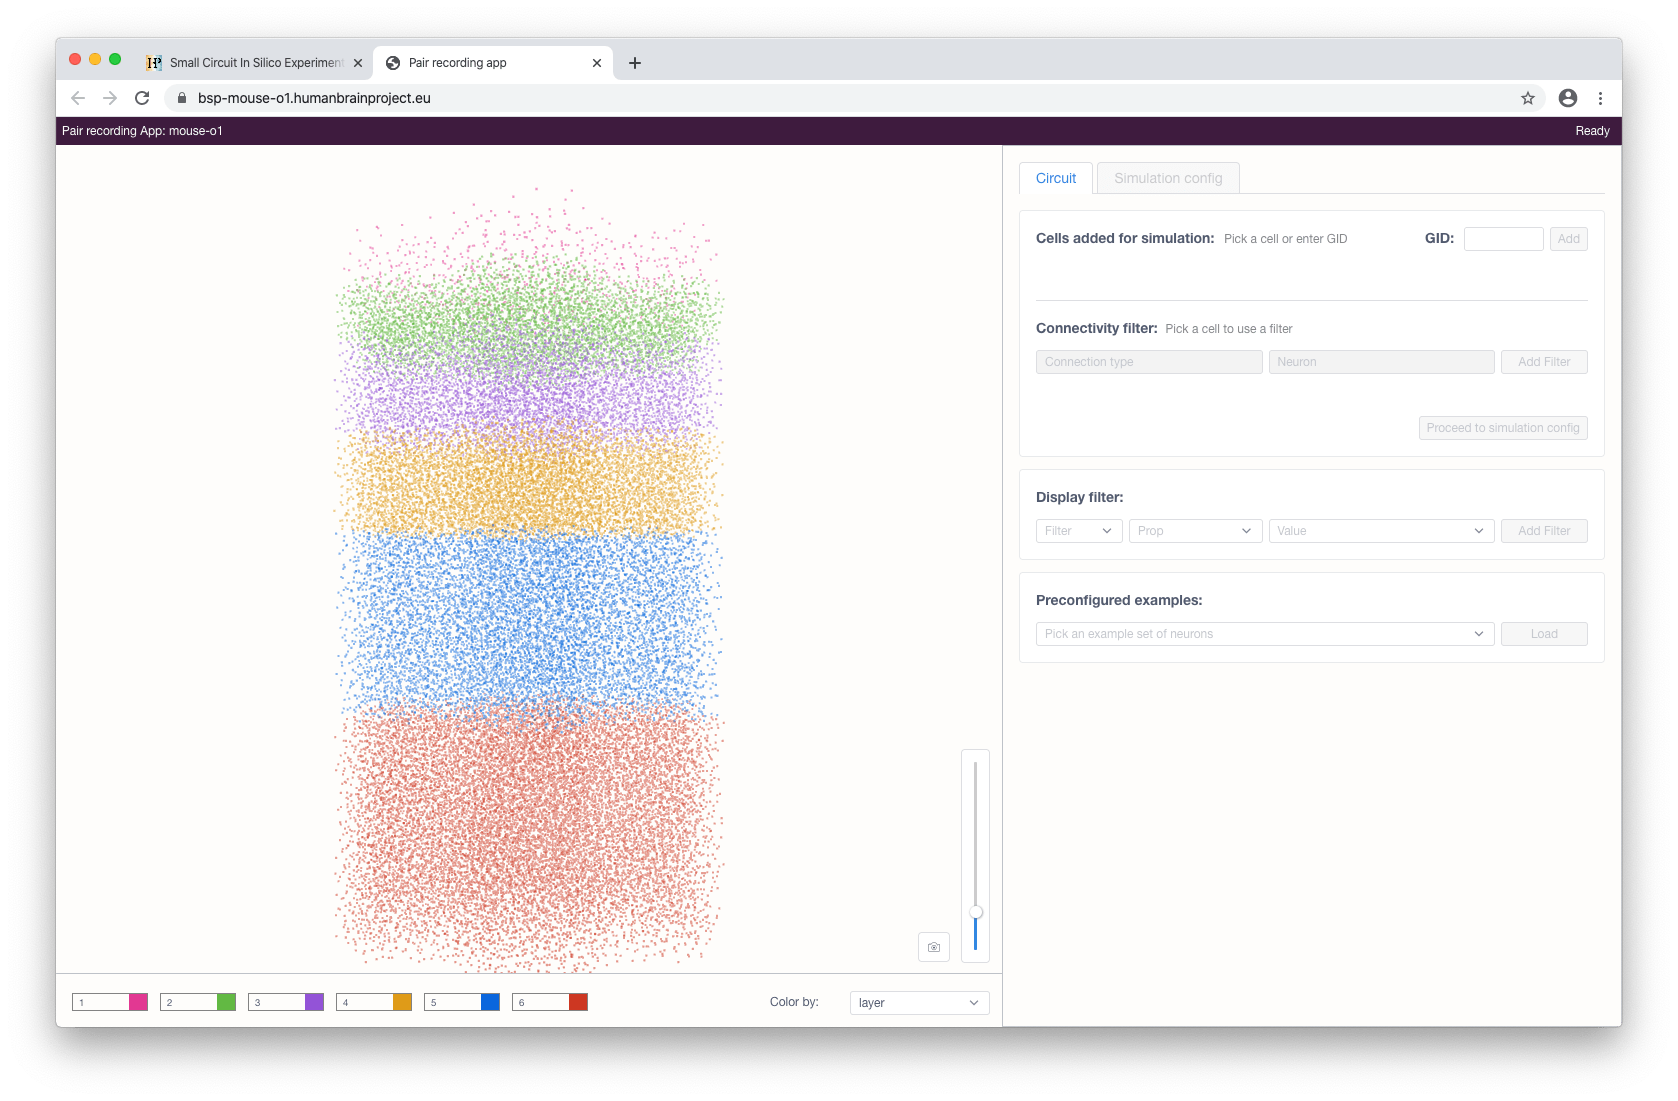 Small Circuit In Silico Experiment
Pair recording app
bsp-mouse-o1.humanbrainproject.eu
Pair recording App: mouse-o1 Ready
Circuit Simulation config
Cells added for simulation: Pick a cell or enter GID GID: Add
Connectivity filter: Pick a cell to use a filter
Connection type Neuron Add Filter
Proceed to simulation config
Display filter:
Filter Prop Value Add Filter
Preconfigured examples:
Pick an example set of neurons Load
1 2 3 4 5 6 Color by: layer